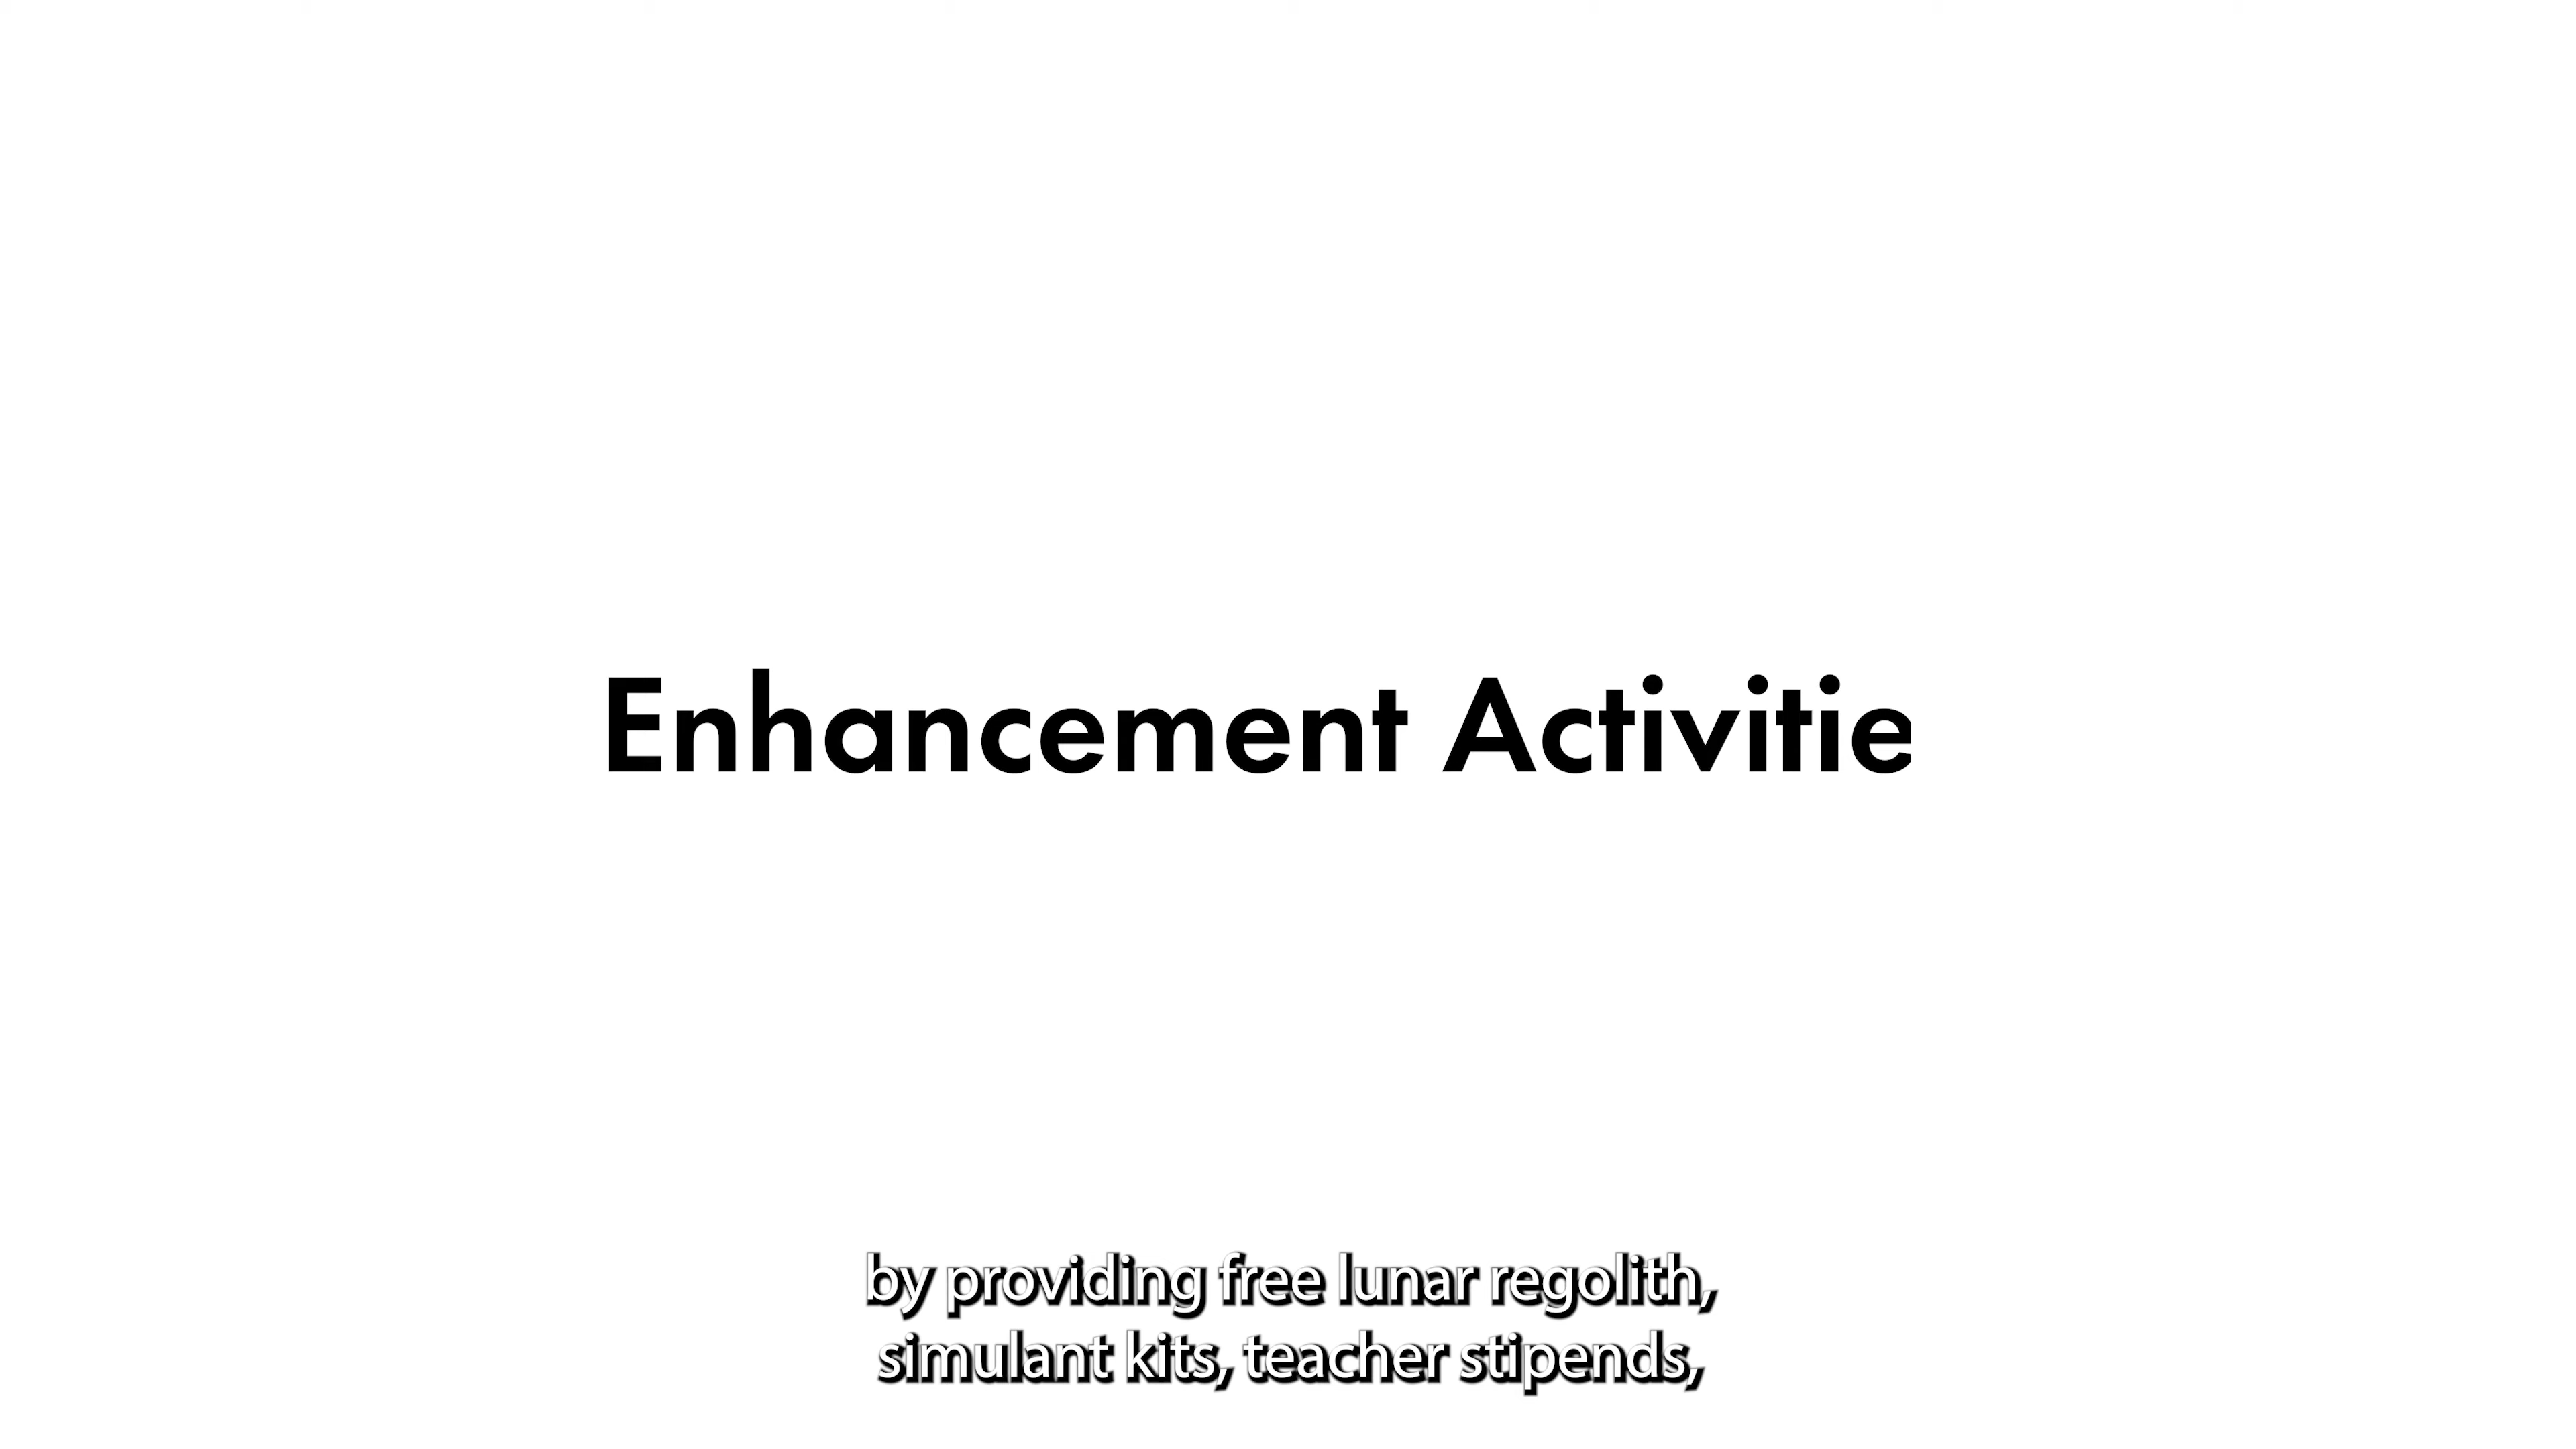 Enhancement Activitie
by providing free lunar regolith,
simulant kits, teacher stipends,